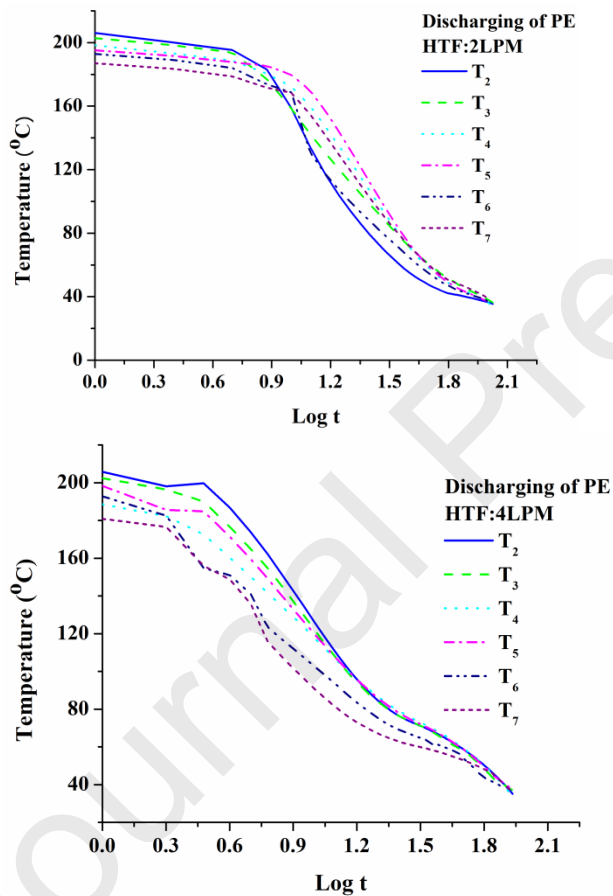 Discharging of PE
HTF:2LPM
T2
T3
T4
T5
T6
T7
Temperature (⁰C)
200
160
120
80
40
0
0.0 0.3 0.6 0.9 1.2 1.5 1.8 2.1
Log t
Discharging of PE
HTF:4LPM
T2
T3
T4
T5
T6
T7
Temperature (⁰C)
200
160
120
80
40
0.0 0.3 0.6 0.9 1.2 1.5 1.8 2.1
Log t
ournal Pre